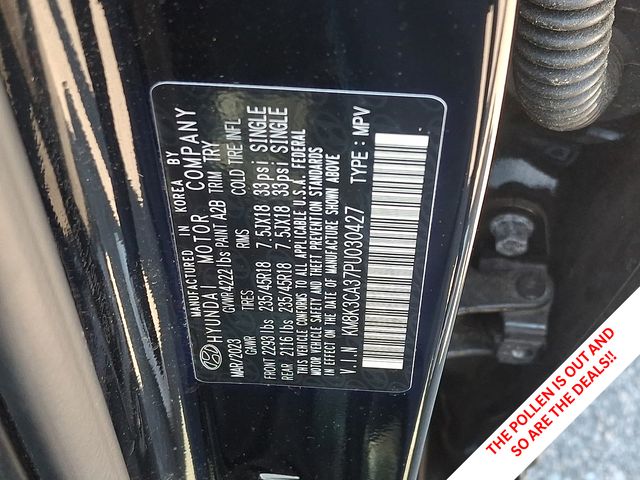 MANUFACTURED IN KOREA BY
HYUNDAI MOTOR COMPANY
MAR/2023 GVWR 4222lbs PAINT A2B TRIM TRY
GAWR TIRES RIMS COLD TIRE INFL
FRONT 2293 lbs 235/45R18 7.5JX18 33psi SINGLE
REAR 2116 lbs 235/45R18 7.5JX18 33psi SINGLE
THIS VEHICLE CONFORMS TO ALL APPLICABLE U.S.A. FEDERAL
MOTOR VEHICLE SAFETY AND THEFT PREVENTION STANDARDS
IN EFFECT ON THE DATE OF MANUFACTURE SHOWN ABOVE
V.I.N KM8K3CA37PU030427 TYPE : MPV
THE POLLEN IS OUT AND
SO ARE THE DEALS!!